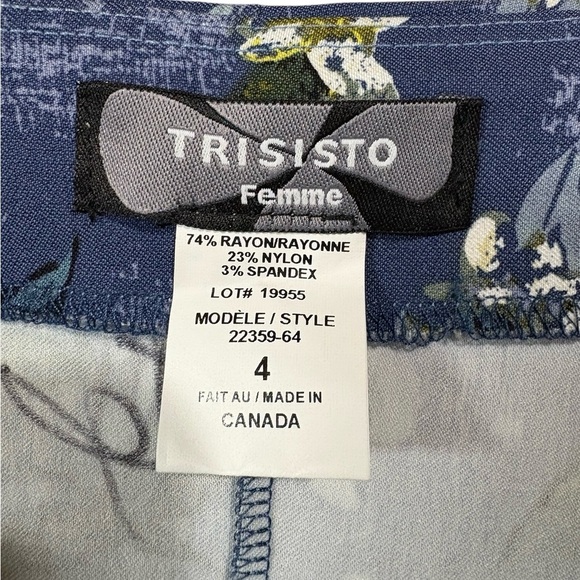 TRISISTO
Femme
74% RAYON/RAYONNE
23% NYLON
3% SPANDEX
LOT# 19955
MODÈLE / STYLE
22359-64
4
FAIT AU / MADE IN
CANADA